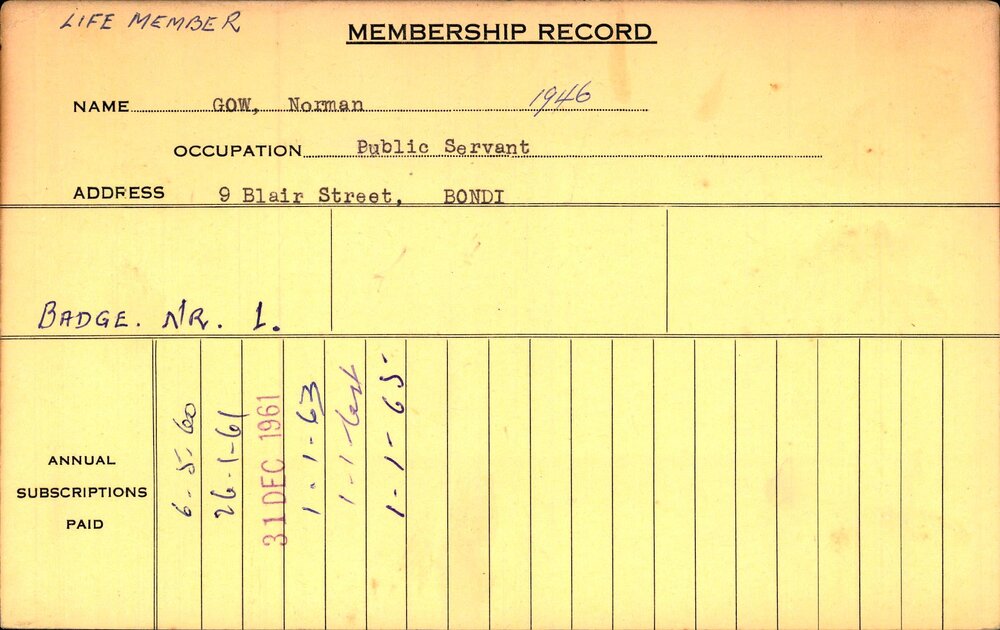 LIFE MEMBER
MEMBERSHIP RECORD
NAME GOW, Norman 1946
OCCUPATION Public Servant
ADDRESS 9 Blair Street, BONDI
BADGE. NR. 1.
ANNUAL
SUBSCRIPTIONS
PAID
6-5-60
26-1-61
31 DEC 1961
1-1-63
1-1-
1-1-65